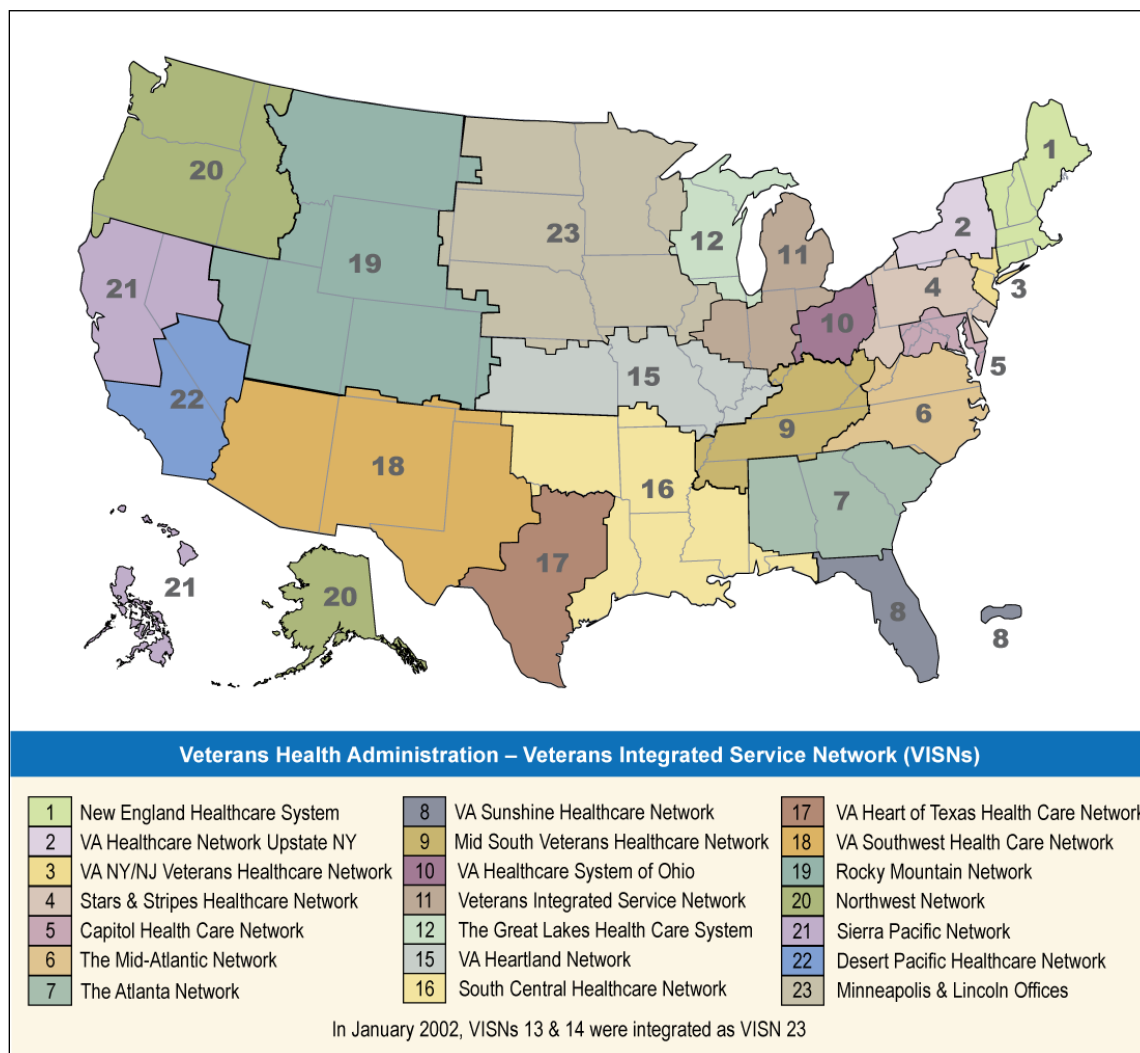 1
20
2
23
12
19
11
21
4
3
10
5
15
22
6
9
18
16
7
17
21
20
8
8
Veterans Health Administration – Veterans Integrated Service Network (VISNs)
1 New England Healthcare System
2 VA Healthcare Network Upstate NY
3 VA NY/NJ Veterans Healthcare Network
4 Stars & Stripes Healthcare Network
5 Capitol Health Care Network
6 The Mid-Atlantic Network
7 The Atlanta Network
8 VA Sunshine Healthcare Network
9 Mid South Veterans Healthcare Network
10 VA Healthcare System of Ohio
11 Veterans Integrated Service Network
12 The Great Lakes Health Care System
15 VA Heartland Network
16 South Central Healthcare Network
17 VA Heart of Texas Health Care Network
18 VA Southwest Health Care Network
19 Rocky Mountain Network
20 Northwest Network
21 Sierra Pacific Network
22 Desert Pacific Healthcare Network
23 Minneapolis & Lincoln Offices
In January 2002, VISNs 13 & 14 were integrated as VISN 23